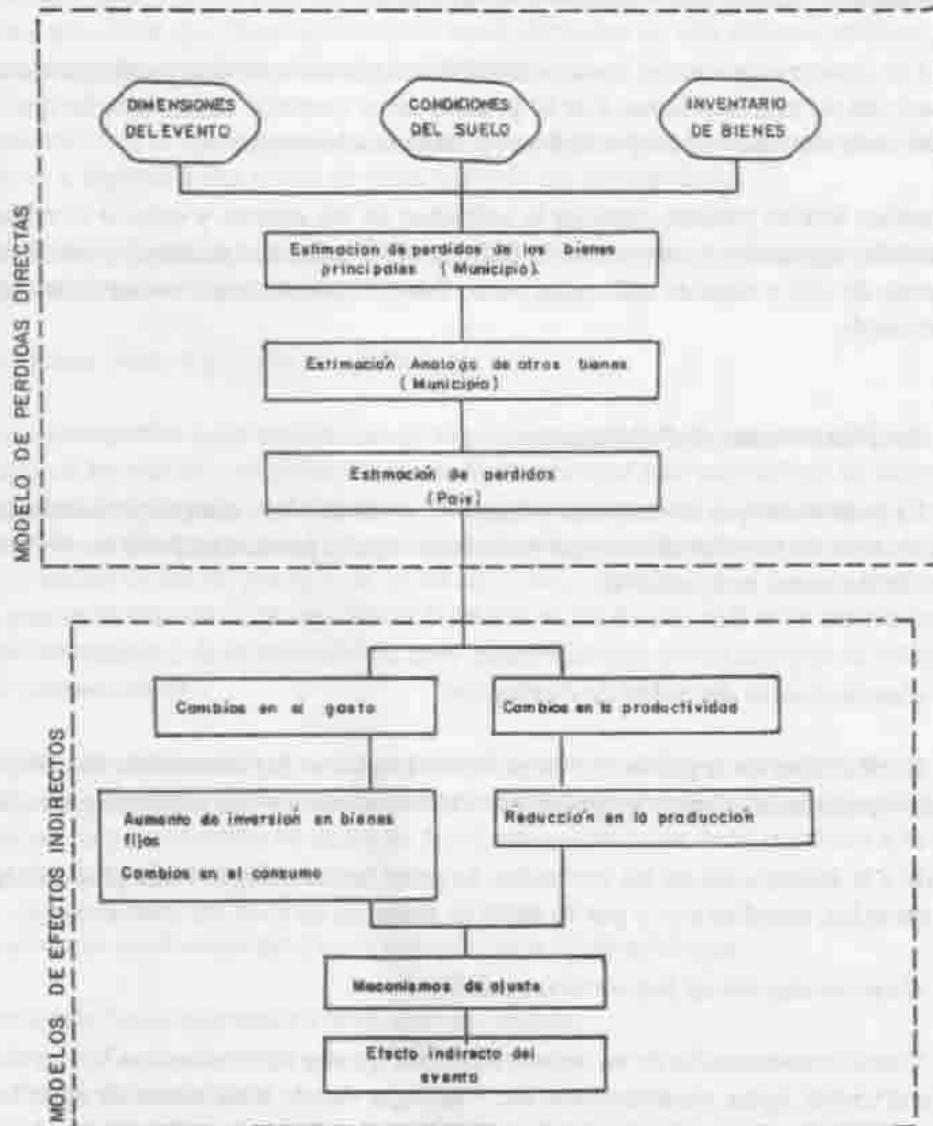 DIMENSIONES
DEL EVENTO
CONDICIONES
DEL SUELO
INVENTARIO
DE BIENES
MODELO DE PERDIDAS DIRECTAS
Estimacion de perdidas de los bienes
principales (Municipio).
Estimación Analoga de otros bienes
(Municipio)
Estimación de perdidas
(Pais)
MODELOS DE EFECTOS INDIRECTOS
Cambios en el gasto
Cambios en la productividad
Aumento de inversión en bienes
fijos
Cambios en el consumo
Reducción en la producción
Mecanismos de ajuste
Efecto indirecto del
evento